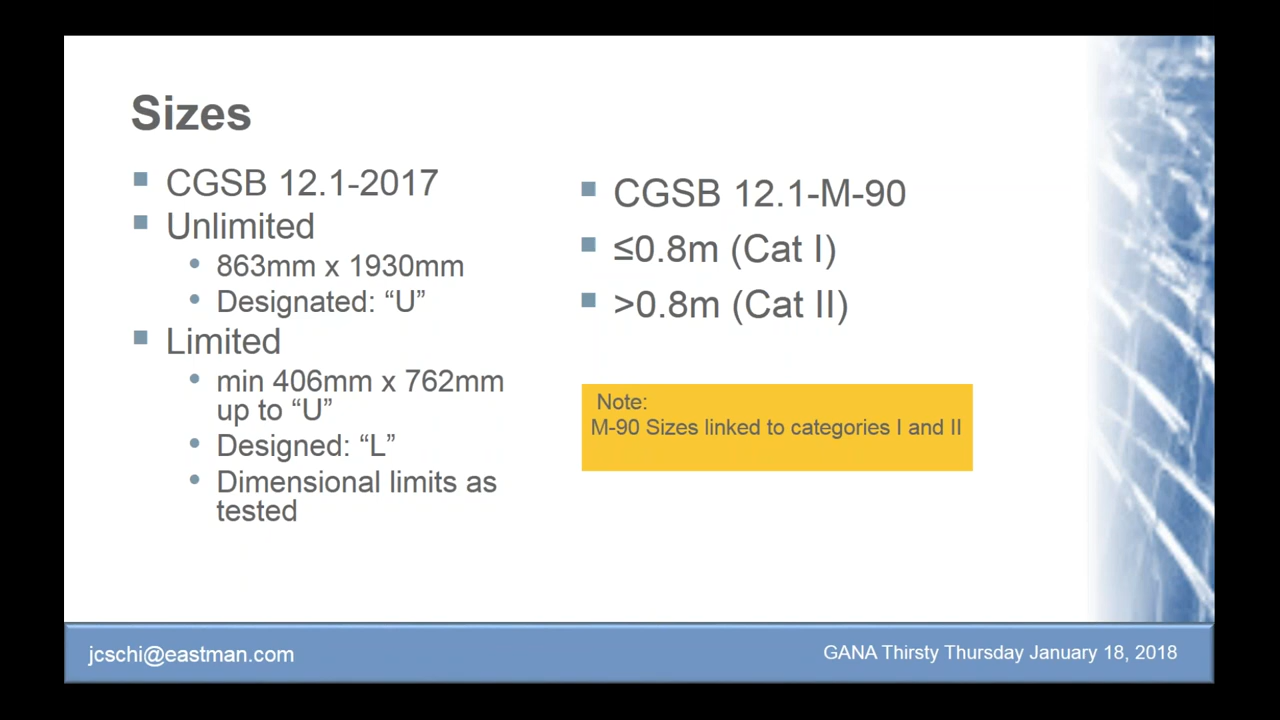 Sizes
CGSB 12.1-2017
Unlimited
863mm x 1930mm
Designated: “U”
Limited
min 406mm x 762mm
up to “U”
Designed: “L”
Dimensional limits as
tested
CGSB 12.1-M-90
≤0.8m (Cat I)
>0.8m (Cat II)
Note:
M-90 Sizes linked to categories I and II
jcschi@eastman.com
GANA Thirsty Thursday January 18, 2018